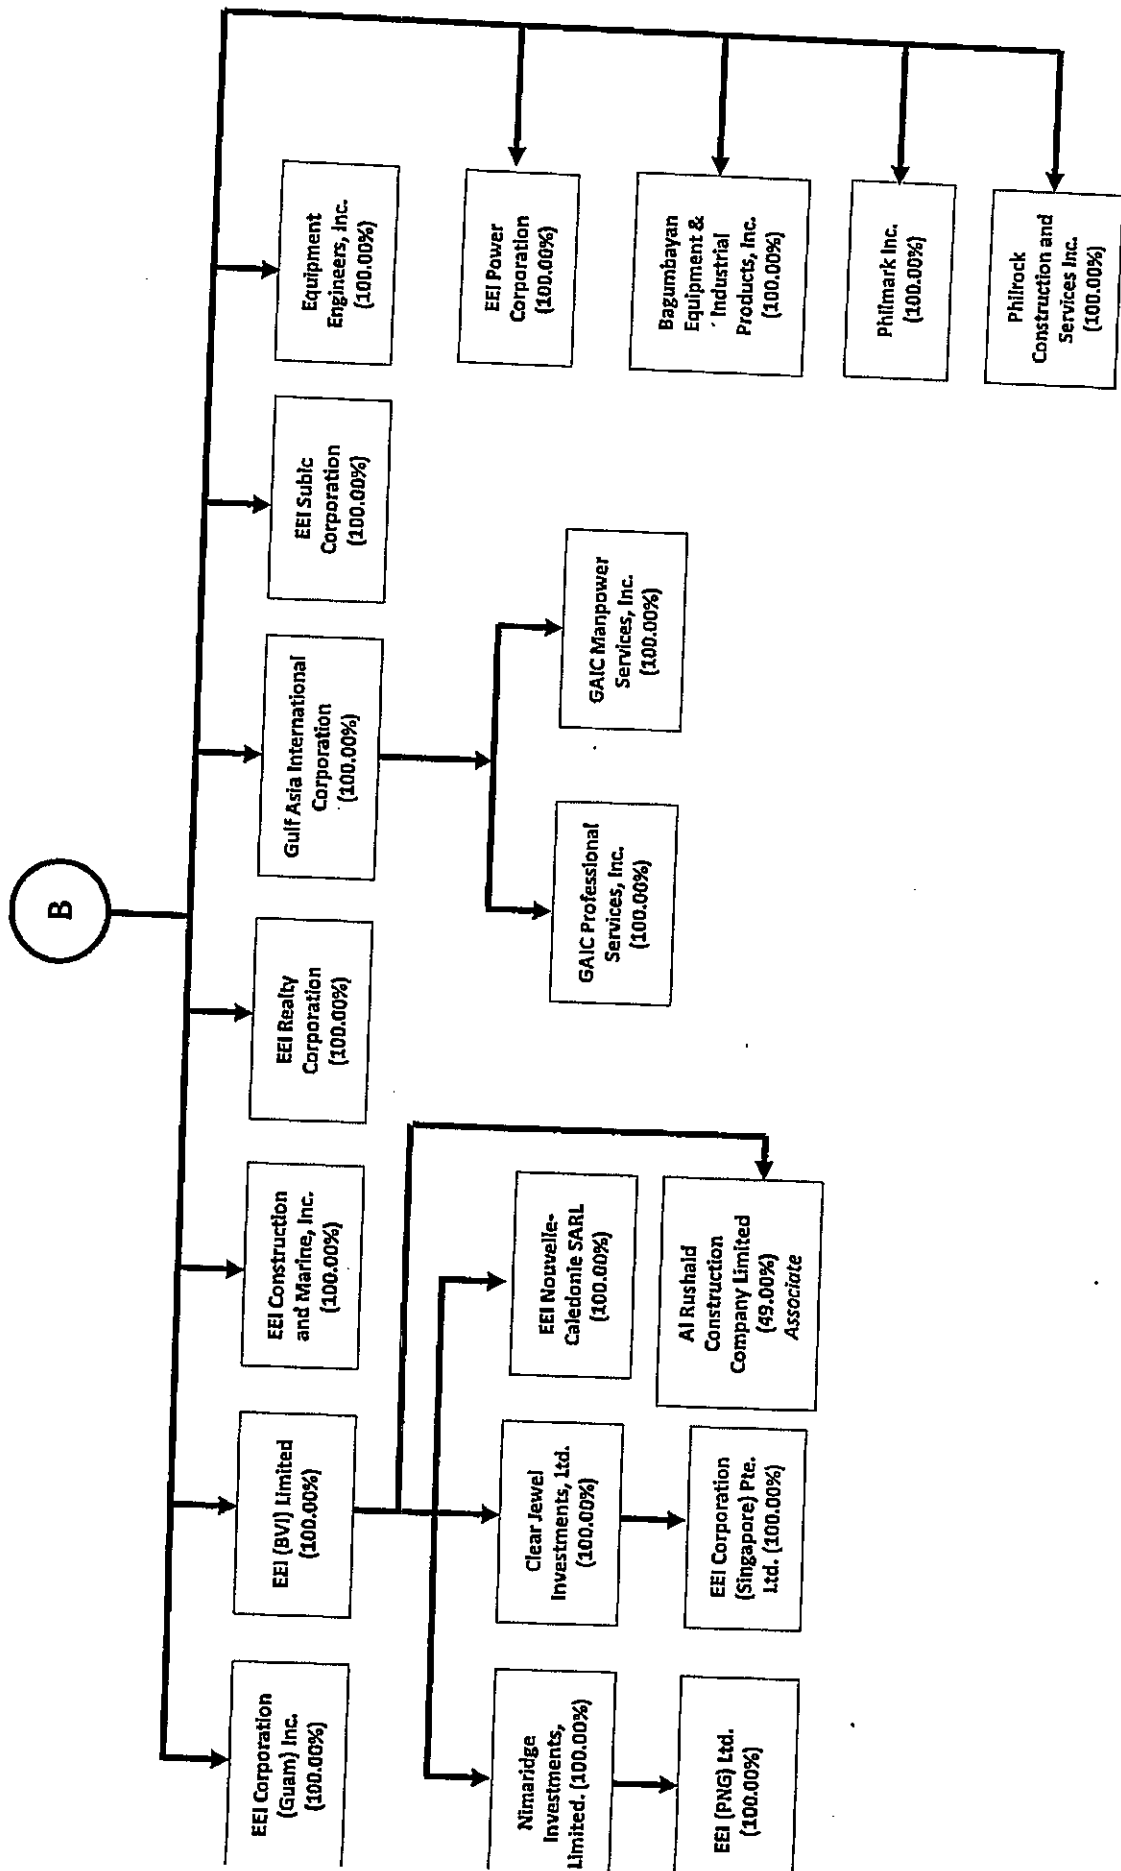 B
EEI Corporation
(Guam) Inc.
(100.00%)
EEI (BVI) Limited
(100.00%)
EEI Construction
and Marine, Inc.
(100.00%)
EEI Realty
Corporation
(100.00%)
Gulf Asia International
Corporation
(100.00%)
EEI Subic
Corporation
(100.00%)
Equipment
Engineers, Inc.
(100.00%)
Nimaridge
Investments,
Limited. (100.00%)
Clear Jewel
Investments, Ltd.
(100.00%)
EEI Nouvelle-
Caledonie SARL
(100.00%)
GAIC Professional
Services, Inc.
(100.00%)
GAIC Manpower
Services, Inc.
(100.00%)
EEI Power
Corporation
(100.00%)
EEI (PNG) Ltd.
(100.00%)
EEI Corporation
(Singapore) Pte.
Ltd. (100.00%)
Al Rushaid
Construction
Company Limited
(49.00%)
Associate
Bagumbayan
Equipment &
Industrial
Products, Inc.
(100.00%)
Philmark Inc.
(100.00%)
Philrock
Construction and
Services Inc.
(100.00%)